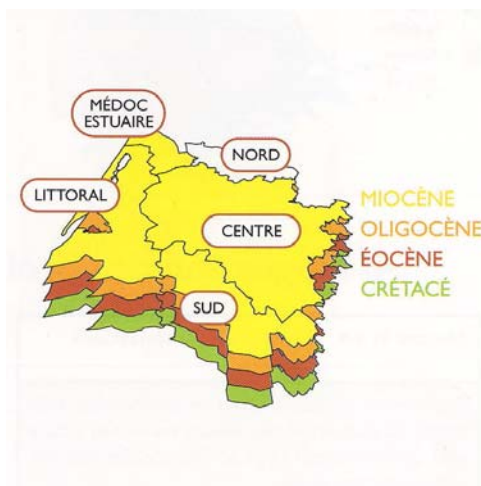 MÉDOC
ESTUAIRE
NORD
LITTORAL
CENTRE
SUD
MIOCÈNE
OLIGOCÈNE
ÉOCÈNE
CRÉTACÉ